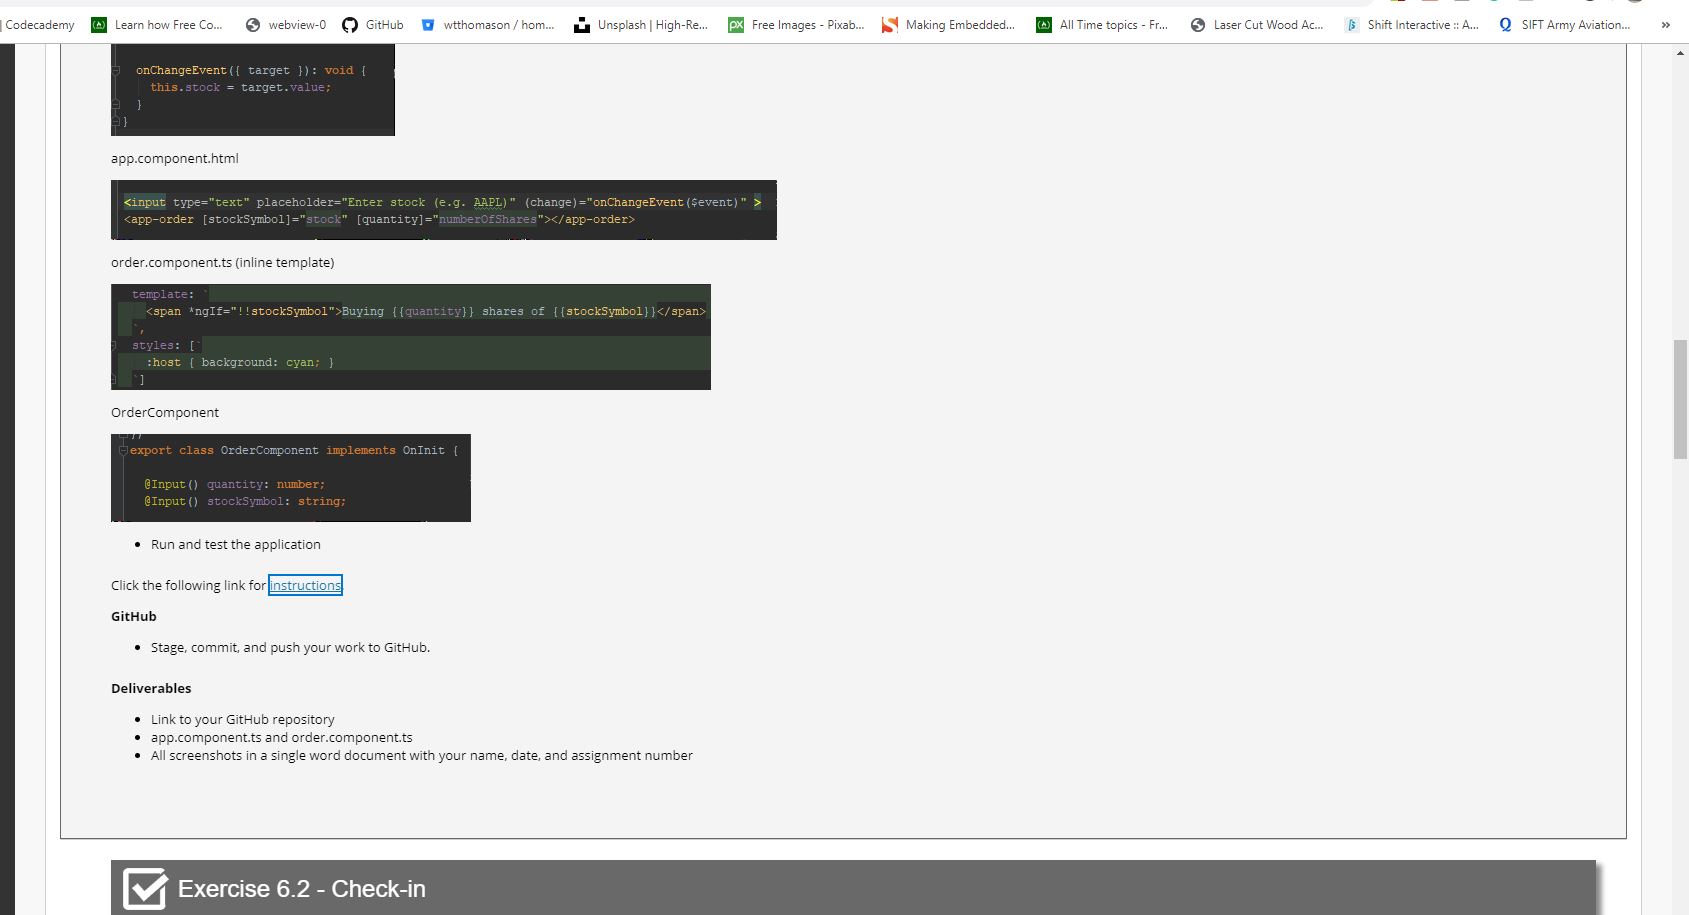 Codecademy Learn how Free Co... webview-0 GitHub wtthomason / hom... Unsplash | High-Re... Free Images - Pixab... Making Embedded... All Time topics - Fr... Laser Cut Wood Ac... Shift Interactive :: A... SIFT Army Aviation... »
onChangeEvent({ target }): void {
this.stock = target.value;
}
}
app.component.html
<input type="text" placeholder="Enter stock (e.g. AAPL)" (change)="onChangeEvent($event)" >
<app-order [stockSymbol]="stock" [quantity]="numberOfShares"></app-order>
order.component.ts (inline template)
template: `
<span *ngIf="!!stockSymbol">Buying {{quantity}} shares of {{stockSymbol}}</span>
`,
styles: [`
:host { background: cyan; }
`]
OrderComponent
export class OrderComponent implements OnInit {
@Input() quantity: number;
@Input() stockSymbol: string;
• Run and test the application
Click the following link for instructions.
GitHub
• Stage, commit, and push your work to GitHub.
Deliverables
• Link to your GitHub repository
• app.component.ts and order.component.ts
• All screenshots in a single word document with your name, date, and assignment number
Exercise 6.2 - Check-in